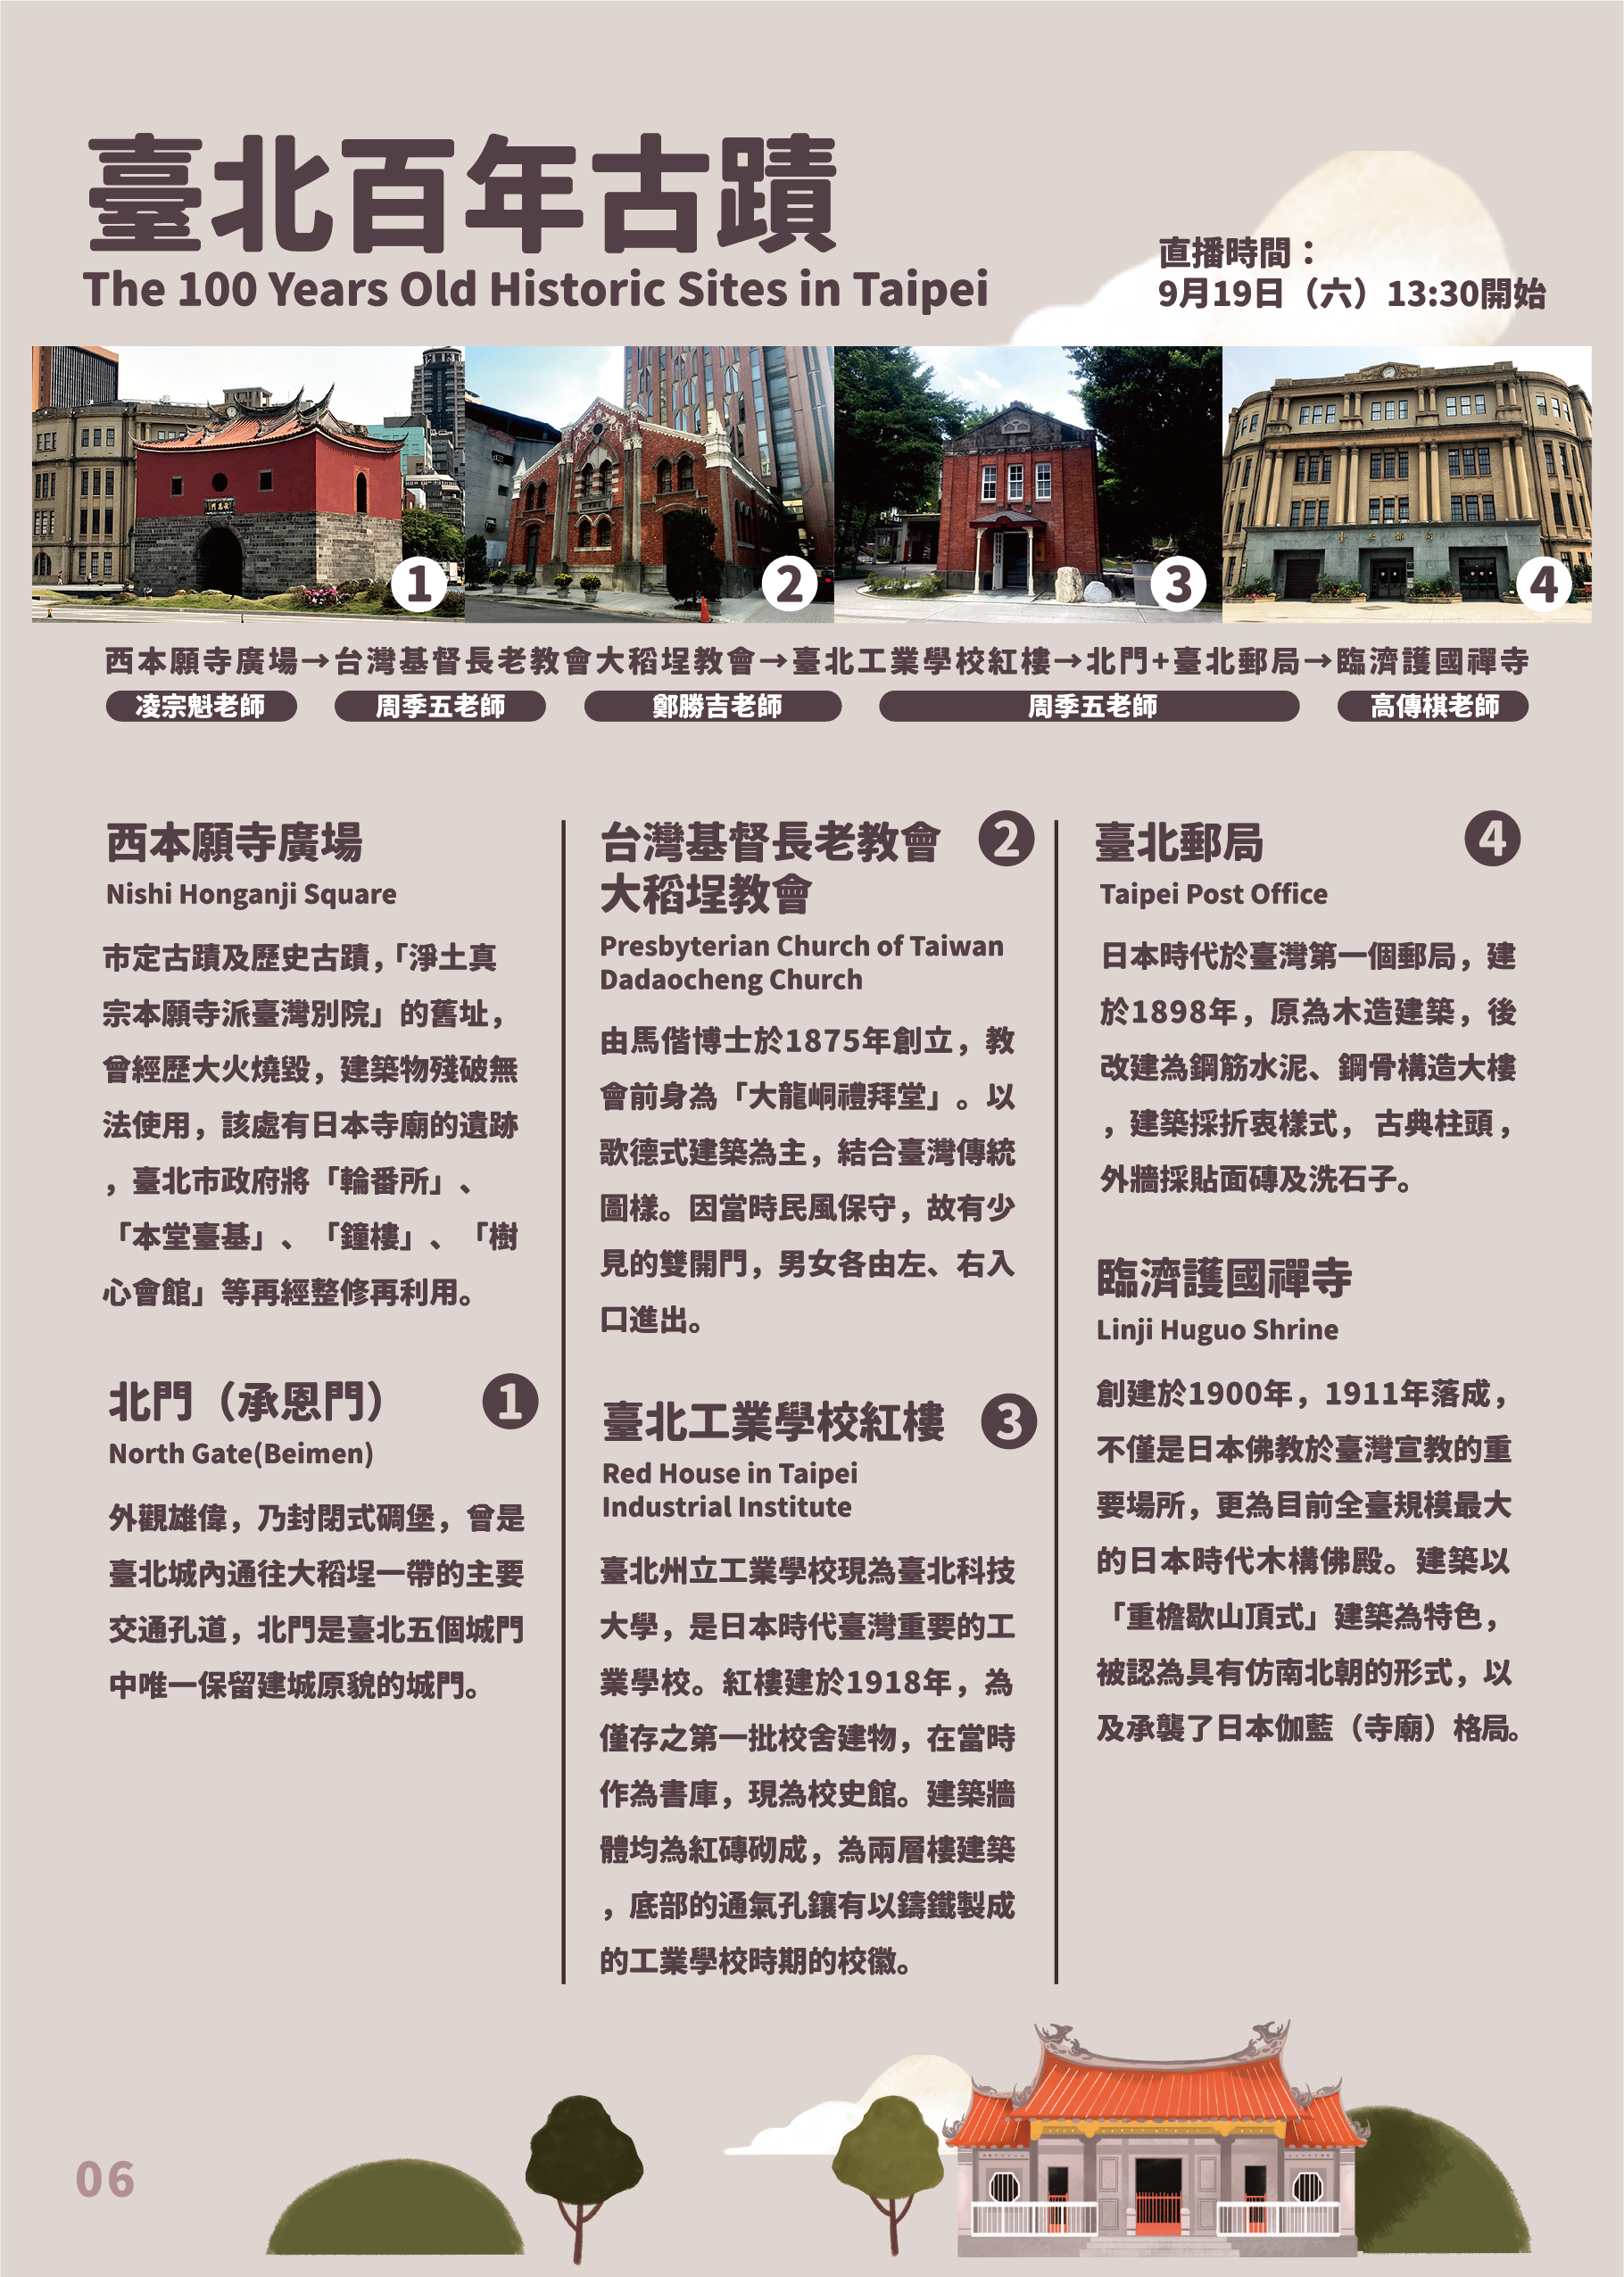 臺北百年古蹟
The 100 Years Old Historic Sites in Taipei
直播時間：
9月19日（六）13:30開始
承恩門
1
2
3
臺北郵局
4
西本願寺廣場→台灣基督長老教會大稻埕教會→臺北工業學校紅樓→北門+臺北郵局→臨濟護國禪寺
凌宗魁老師 周季五老師 鄭勝吉老師 周季五老師 高傳棋老師
西本願寺廣場
Nishi Honganji Square
市定古蹟及歷史古蹟，「淨土真
宗本願寺派臺灣別院」的舊址，
曾經歷大火燒毀，建築物殘破無
法使用，該處有日本寺廟的遺跡
，臺北市政府將「輪番所」、
「本堂臺基」、「鐘樓」、「樹
心會館」等再經整修再利用。
北門（承恩門） 1
North Gate(Beimen)
外觀雄偉，乃封閉式碉堡，曾是
臺北城內通往大稻埕一帶的主要
交通孔道，北門是臺北五個城門
中唯一保留建城原貌的城門。
台灣基督長老教會 2
大稻埕教會
Presbyterian Church of Taiwan
Dadaocheng Church
由馬偕博士於1875年創立，教
會前身為「大龍峒禮拜堂」。以
歌德式建築為主，結合臺灣傳統
圖樣。因當時民風保守，故有少
見的雙開門，男女各由左、右入
口進出。
臺北工業學校紅樓 3
Red House in Taipei
Industrial Institute
臺北州立工業學校現為臺北科技
大學，是日本時代臺灣重要的工
業學校。紅樓建於1918年，為
僅存之第一批校舍建物，在當時
作為書庫，現為校史館。建築牆
體均為紅磚砌成，為兩層樓建築
，底部的通氣孔鑲有以鑄鐵製成
的工業學校時期的校徽。
臺北郵局 4
Taipei Post Office
日本時代於臺灣第一個郵局，建
於1898年，原為木造建築，後
改建為鋼筋水泥、鋼骨構造大樓
，建築採折衷樣式， 古典柱頭，
外牆採貼面磚及洗石子。
臨濟護國禪寺
Linji Huguo Shrine
創建於1900年，1911年落成，
不僅是日本佛教於臺灣宣教的重
要場所，更為目前全臺規模最大
的日本時代木構佛殿。建築以
「重檐歇山頂式」建築為特色，
被認為具有仿南北朝的形式，以
及承襲了日本伽藍（寺廟）格局。
06